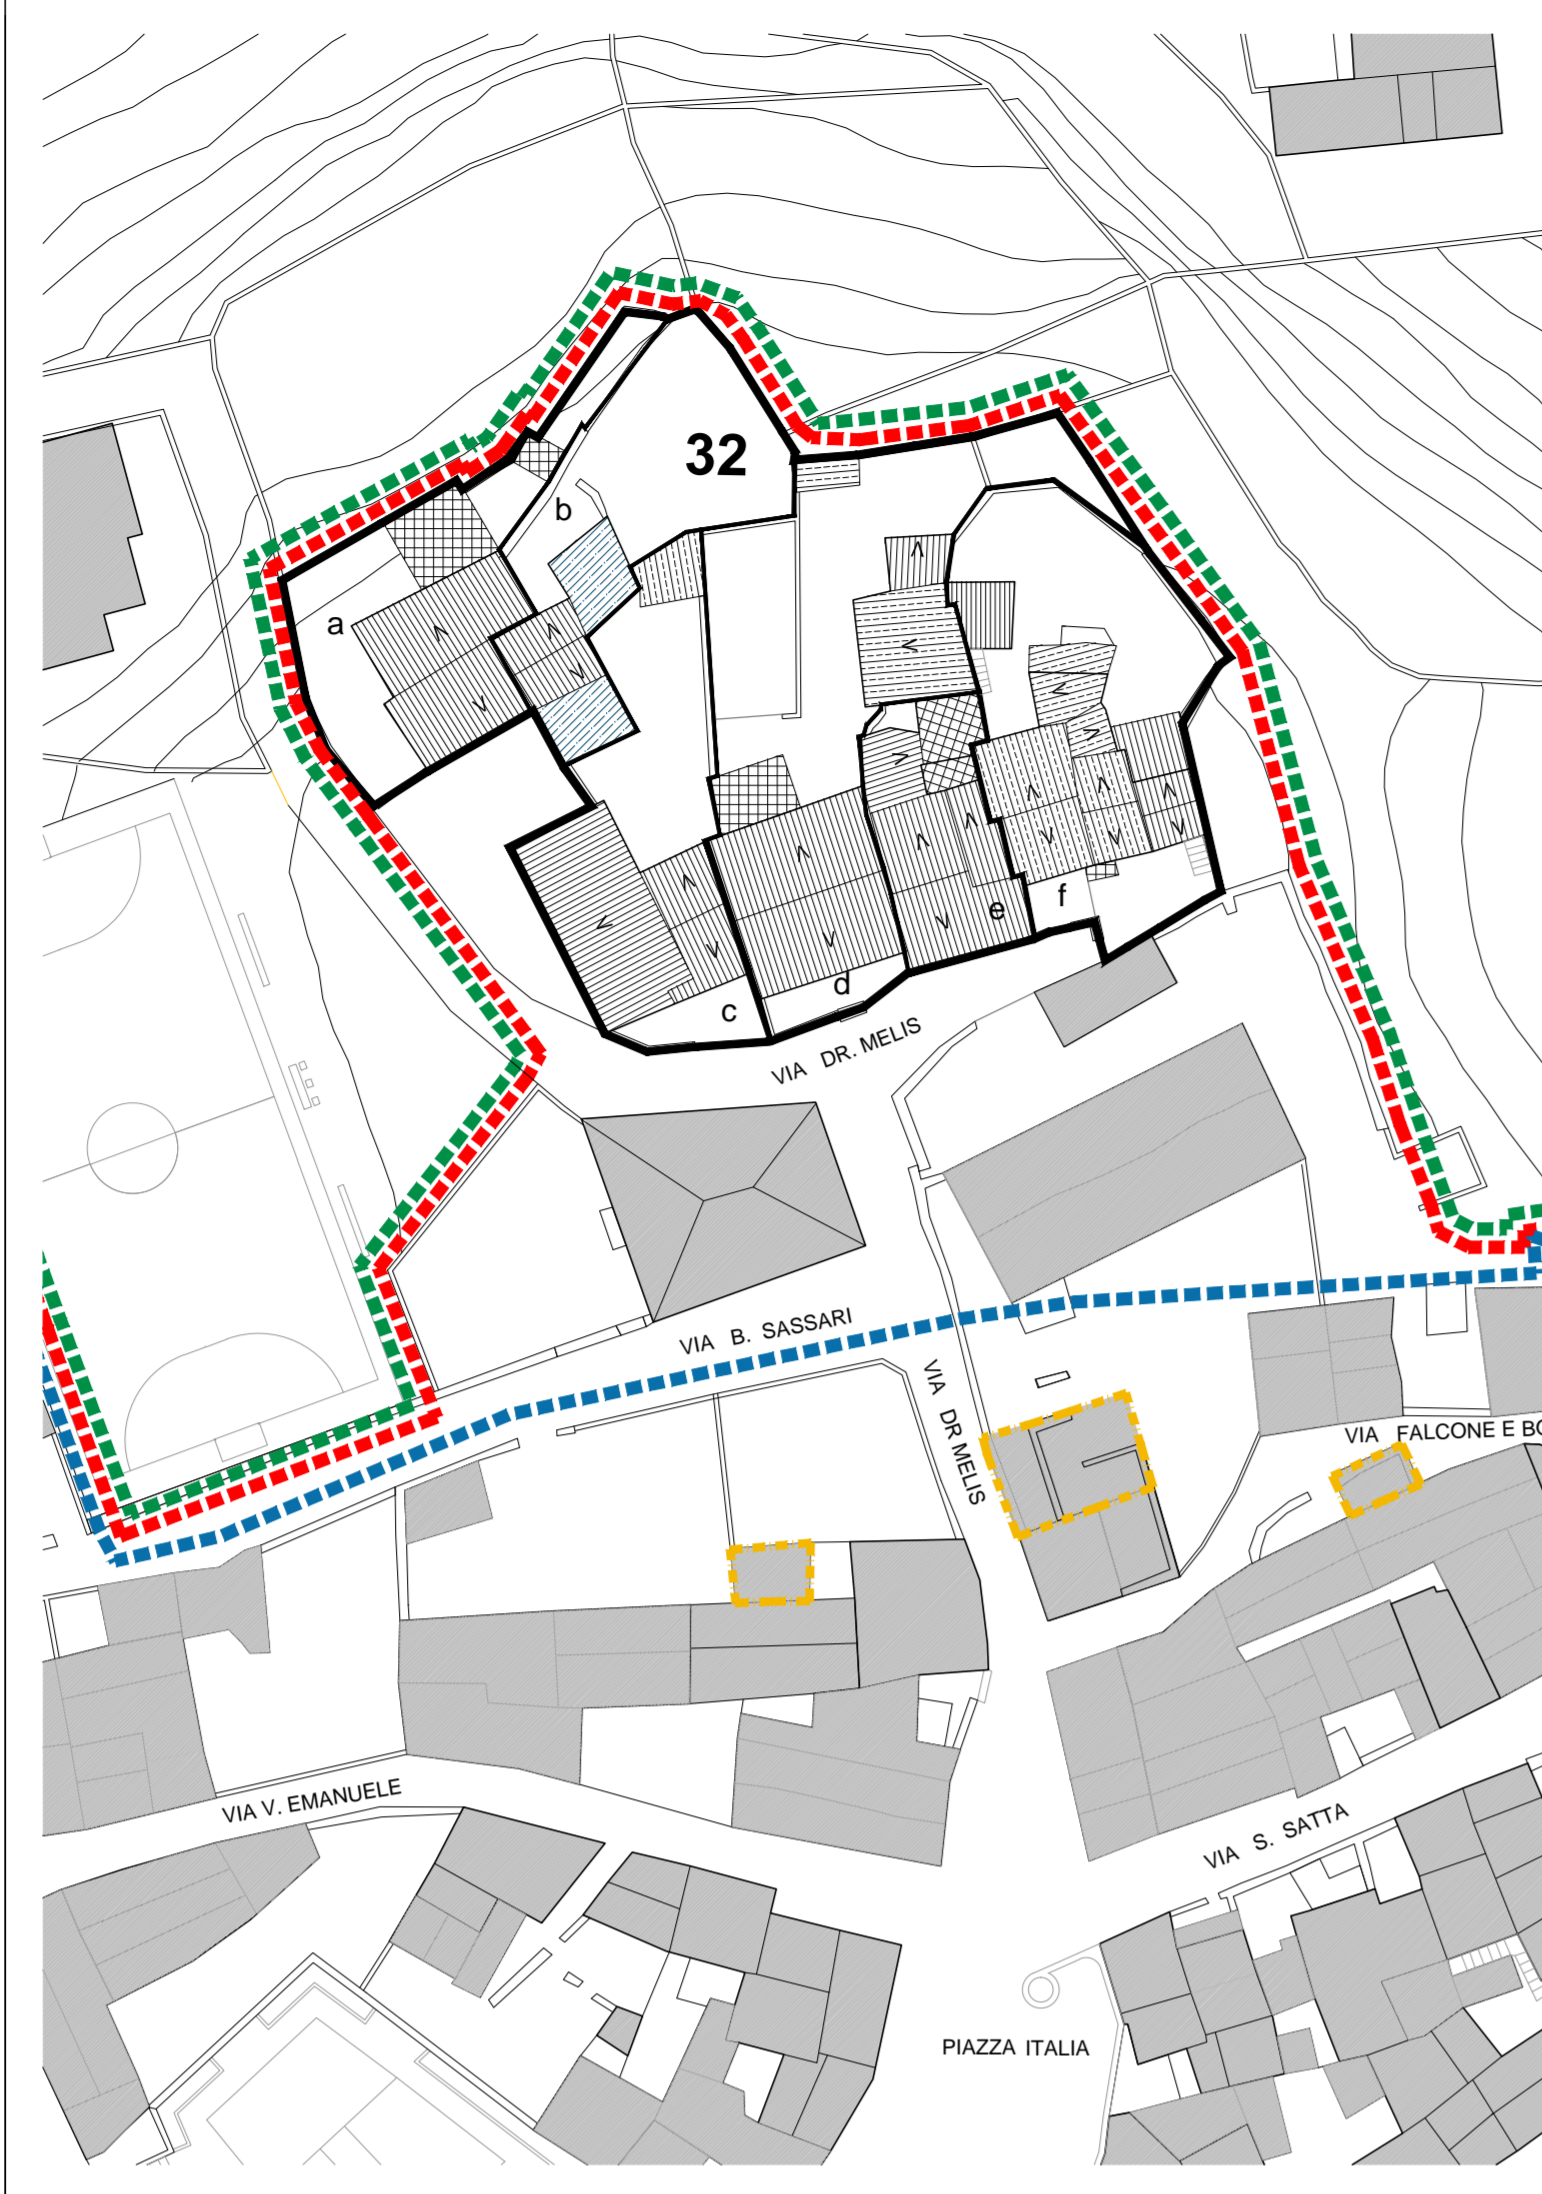 32
b
a
f
e
d
c
VIA DR. MELIS
VIA B. SASSARI
VIA DR MELIS
VIA FALCONE E BO
VIA V. EMANUELE
VIA S. SATTA
PIAZZA ITALIA